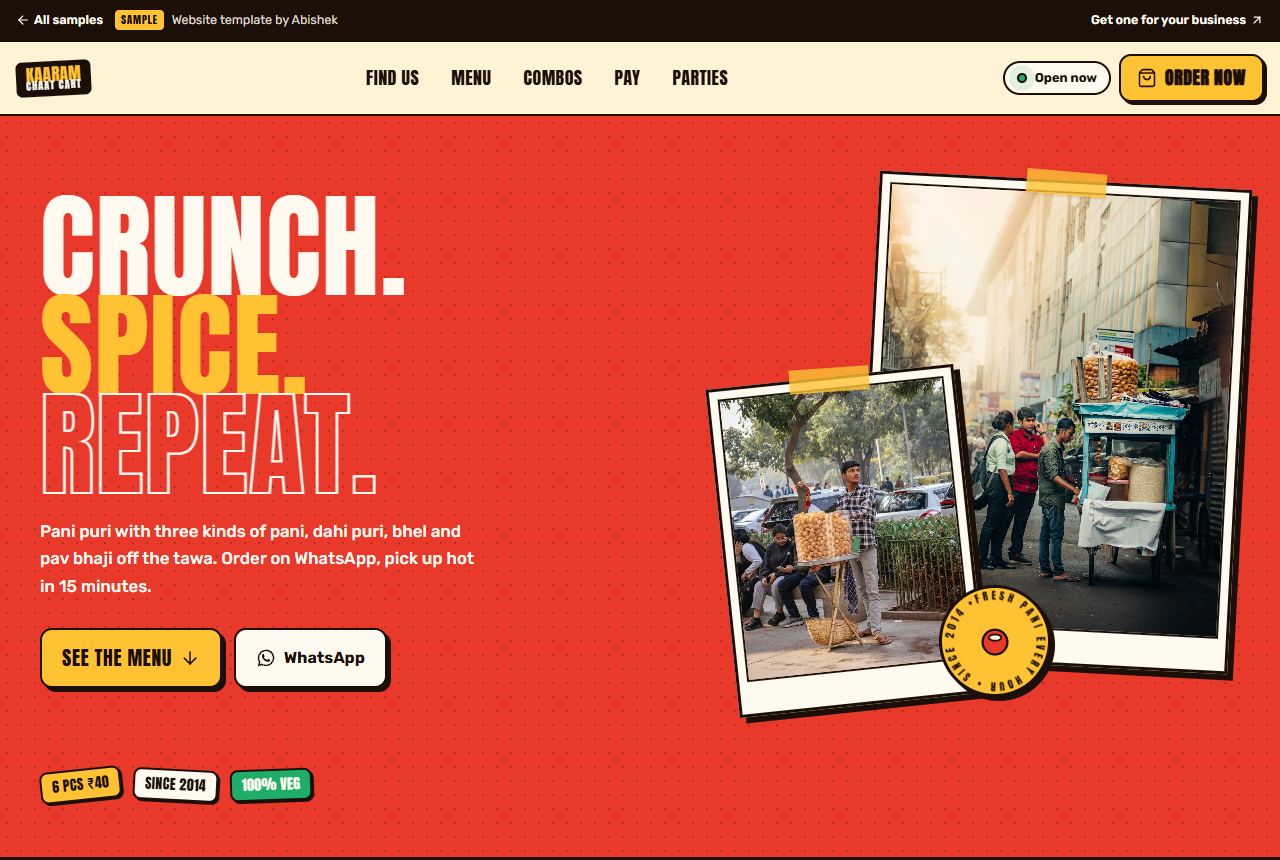 All samples
SAMPLE
Website template by Abishek
Get one for your business
KAARAM
CHAAT CART
FIND US
MENU
COMBOS
PAY
PARTIES
Open now
ORDER NOW
CRUNCH.
SPICE.
REPEAT.
Pani puri with three kinds of pani, dahi puri, bhel and
pav bhaji off the tawa. Order on WhatsApp, pick up hot
in 15 minutes.
SEE THE MENU
WhatsApp
FRESH PANI EVERY HOUR • SINCE 2014 •
6 PCS ₹40
SINCE 2014
100% VEG